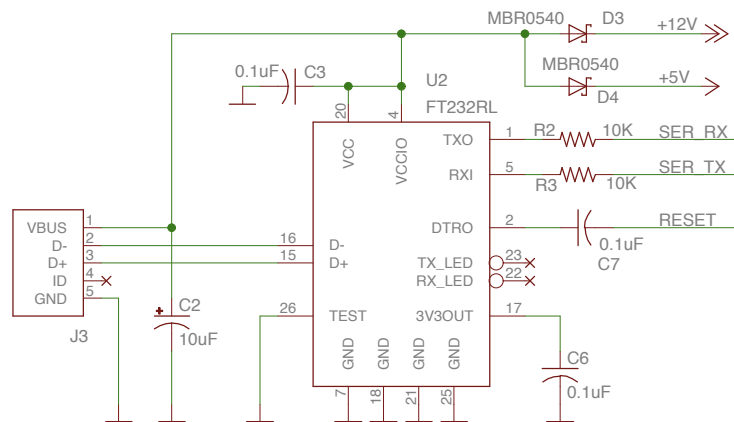 MBR0540 D3 +12V
MBR0540
0.1uF C3 U2 +5V
D4
FT232RL
20 4
VCC VCCIO
TXO 1 R2 10K SER_RX
RXI 5 R3 10K SER_TX
DTRO 2 RESET
0.1uF
C7
VBUS 1
D- 2 16 D-
D+ 3 15 D+
ID 4
GND 5
J3
TX_LED 23
RX_LED 22
C2
10uF
26 TEST 3V3OUT 17
GND GND GND GND
7 18 21 25
C6
0.1uF